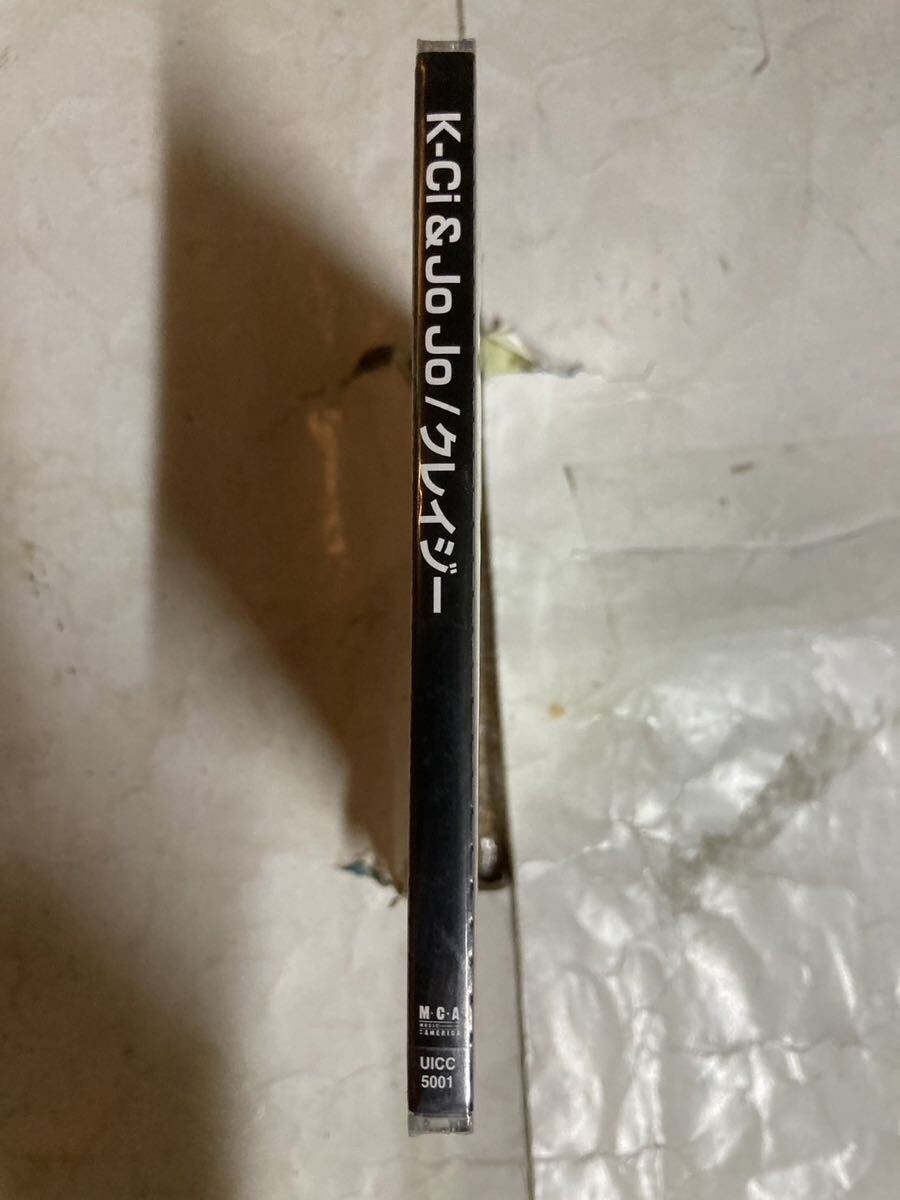 K-Ci & Jo Jo / クレイジー
M·C·A
MUSIC
AMERICA
UICC
5001